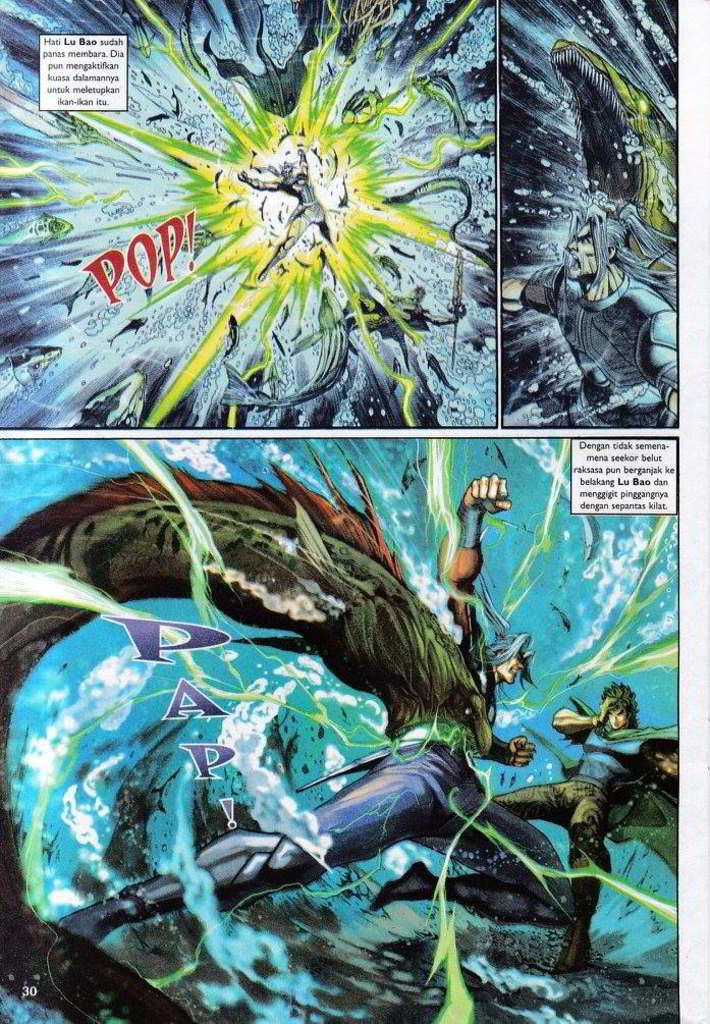 Hati Lu Bao sudah
panas membara. Dia
pun mengaktifkan
kuasa dalamannya
untuk meletupkan
ikan-ikan itu.
POP!
Dengan tidak semena-
mena seekor belut
raksasa pun berganjak ke
belakang Lu Bao dan
menggigit pinggangnya
dengan sepantas kilat.
PAP!
30